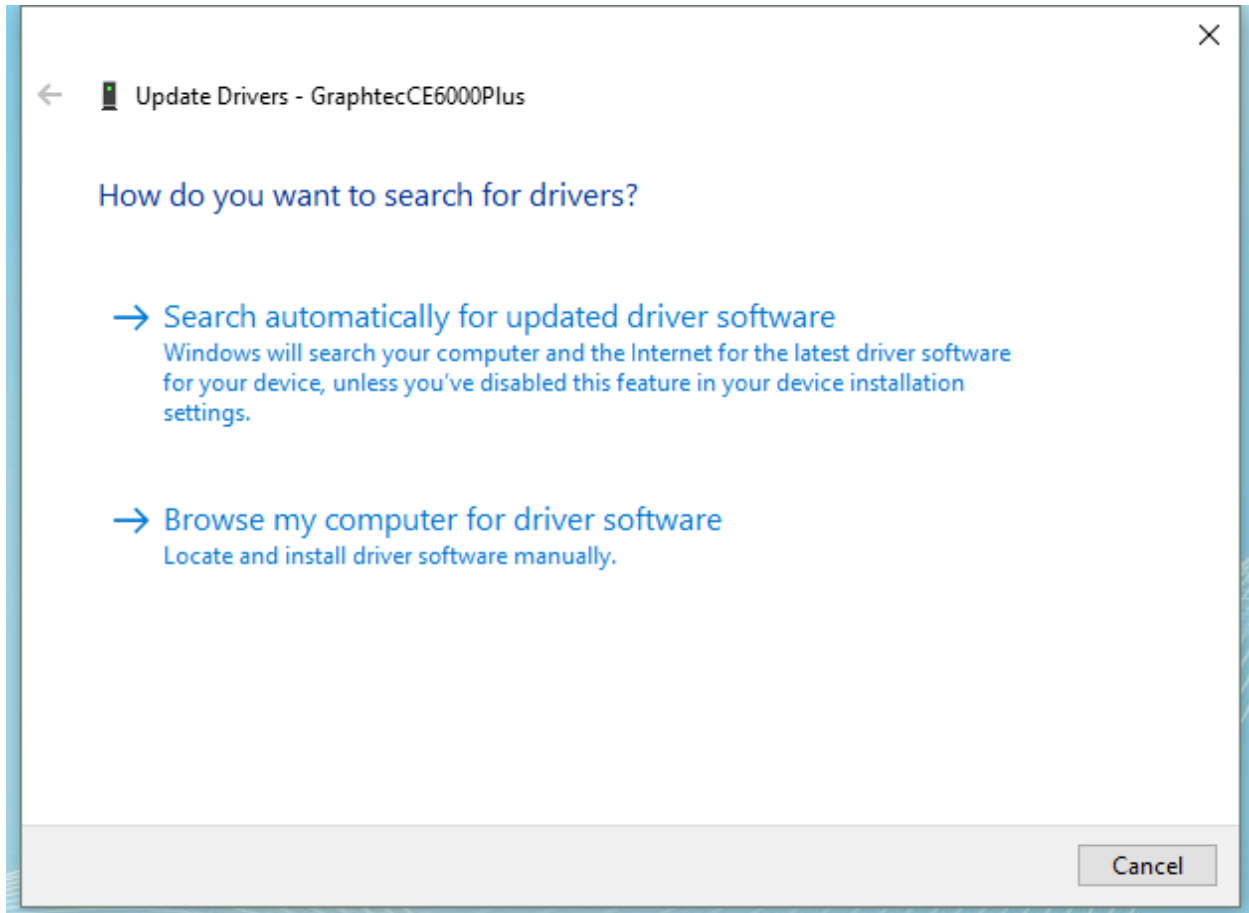 Update Drivers - GraphtecCE6000Plus
How do you want to search for drivers?
Search automatically for updated driver software
Windows will search your computer and the Internet for the latest driver software
for your device, unless you've disabled this feature in your device installation
settings.
Browse my computer for driver software
Locate and install driver software manually.
Cancel